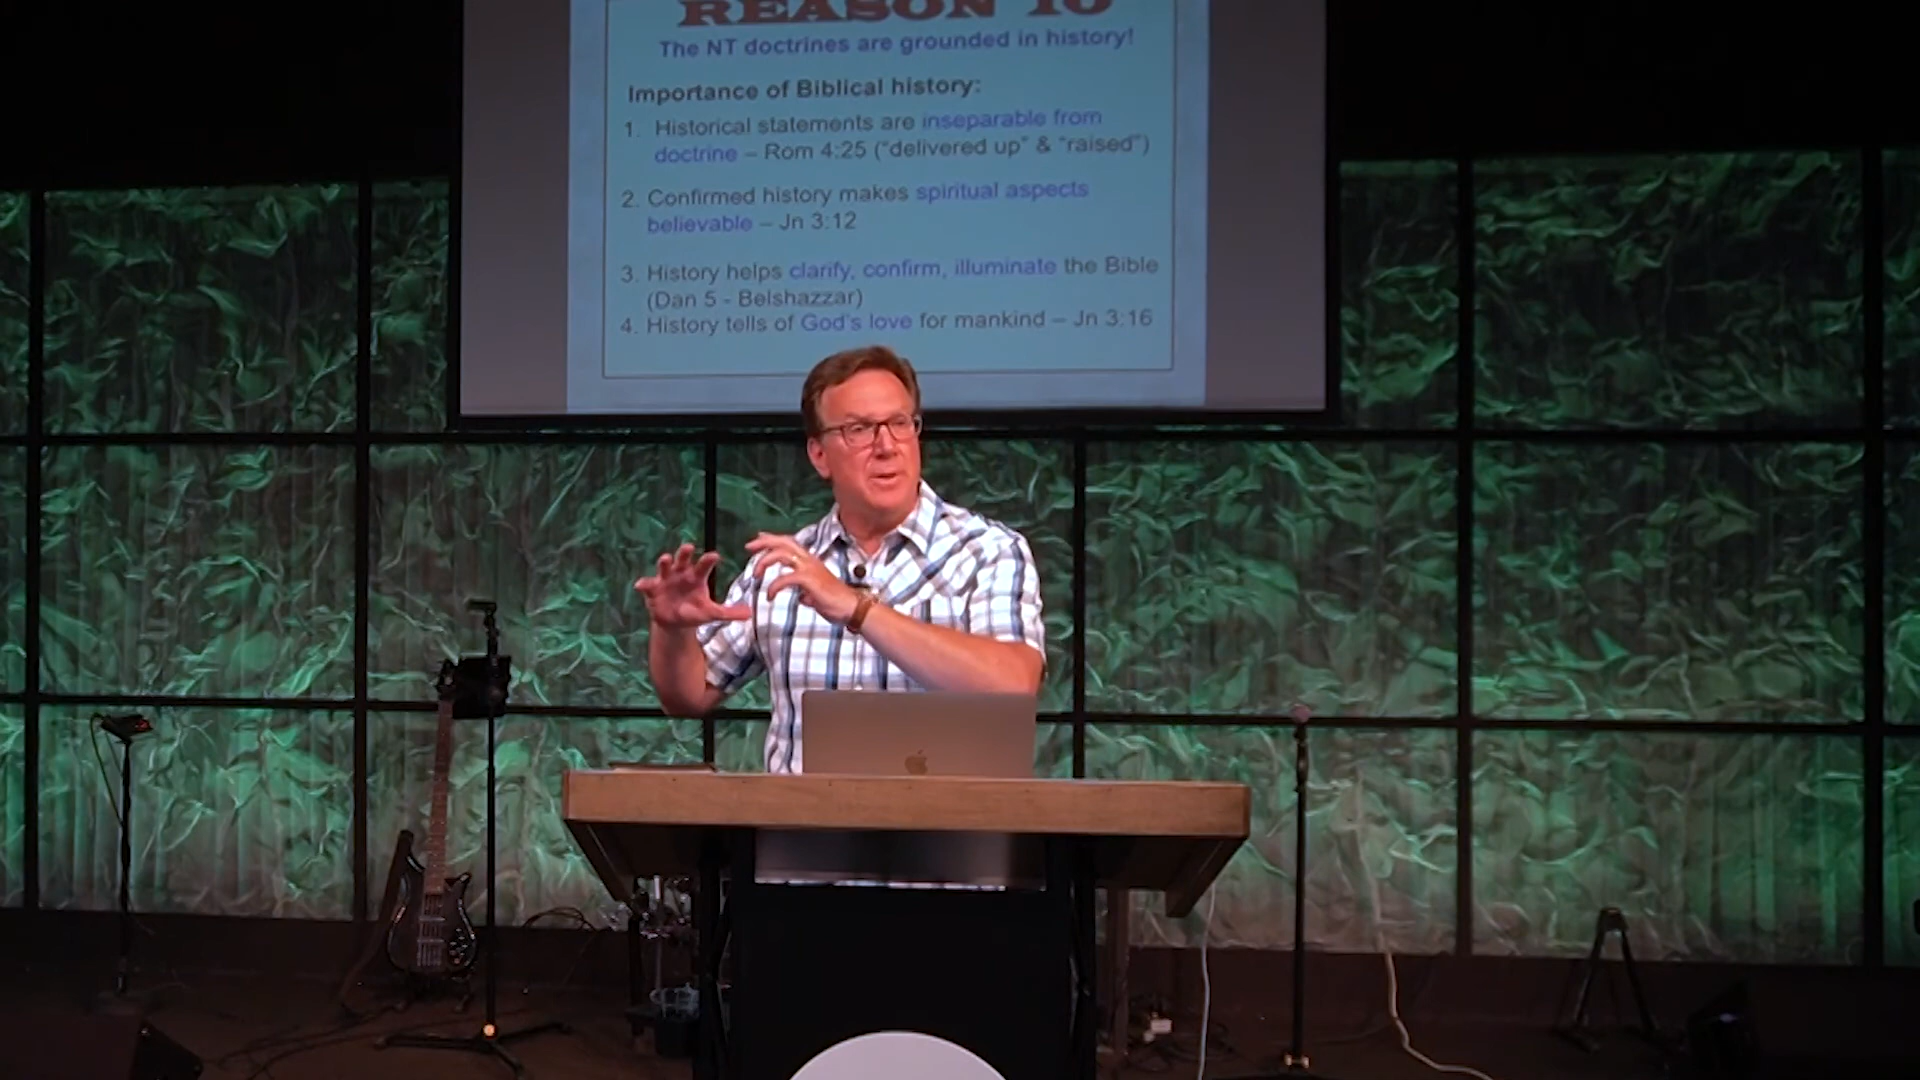 REASON 10
The NT doctrines are grounded in history!
Importance of Biblical history:
1. Historical statements are inseparable from
doctrine – Rom 4:25 ("delivered up" & "raised")
2. Confirmed history makes spiritual aspects
believable – Jn 3:12
3. History helps clarify, confirm, illuminate the Bible
(Dan 5 - Belshazzar)
4. History tells of God's love for mankind – Jn 3:16